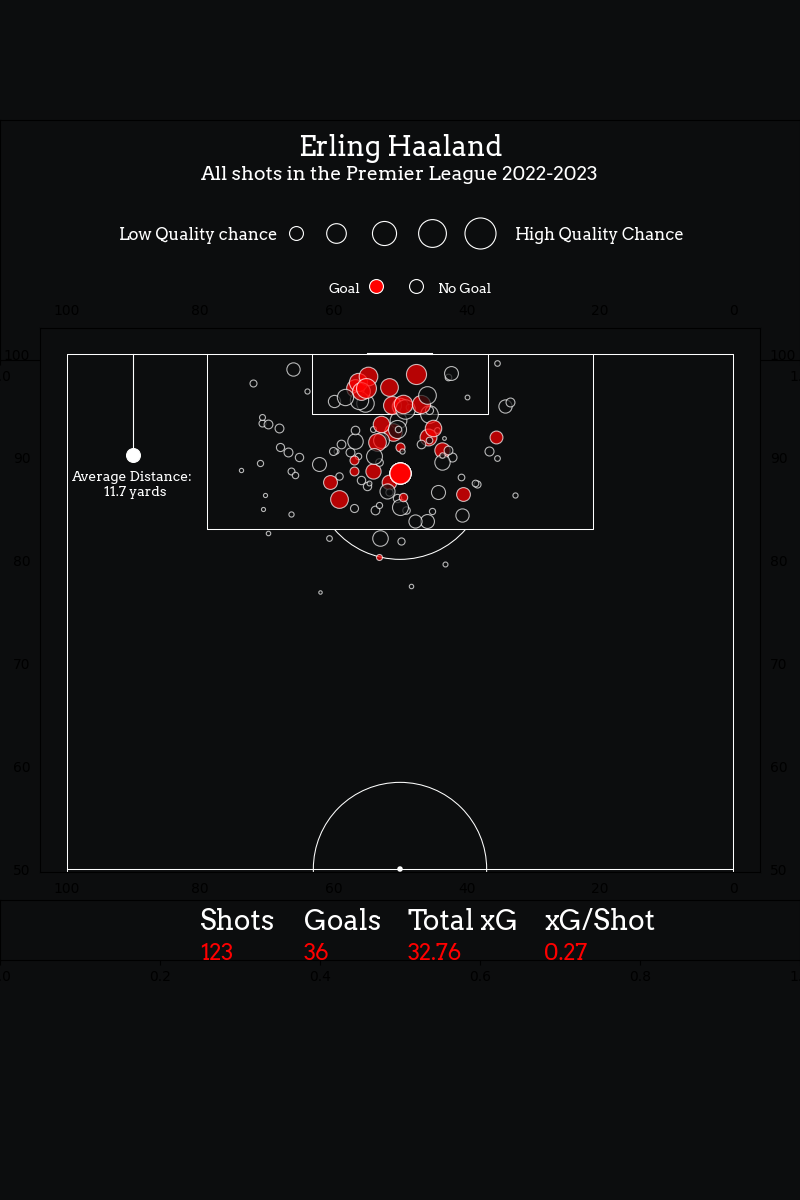 Erling Haaland
All shots in the Premier League 2022-2023
Low Quality chance High Quality Chance
Goal No Goal
100 80 60 40 20 0
100 100
.0 1.
90 90
Average Distance:
11.7 yards
80 80
70 70
60 60
50 50
100 80 60 40 20 0
Shots Goals Total xG xG/Shot
123 36 32.76 0.27
.0 0.2 0.4 0.6 0.8 1.